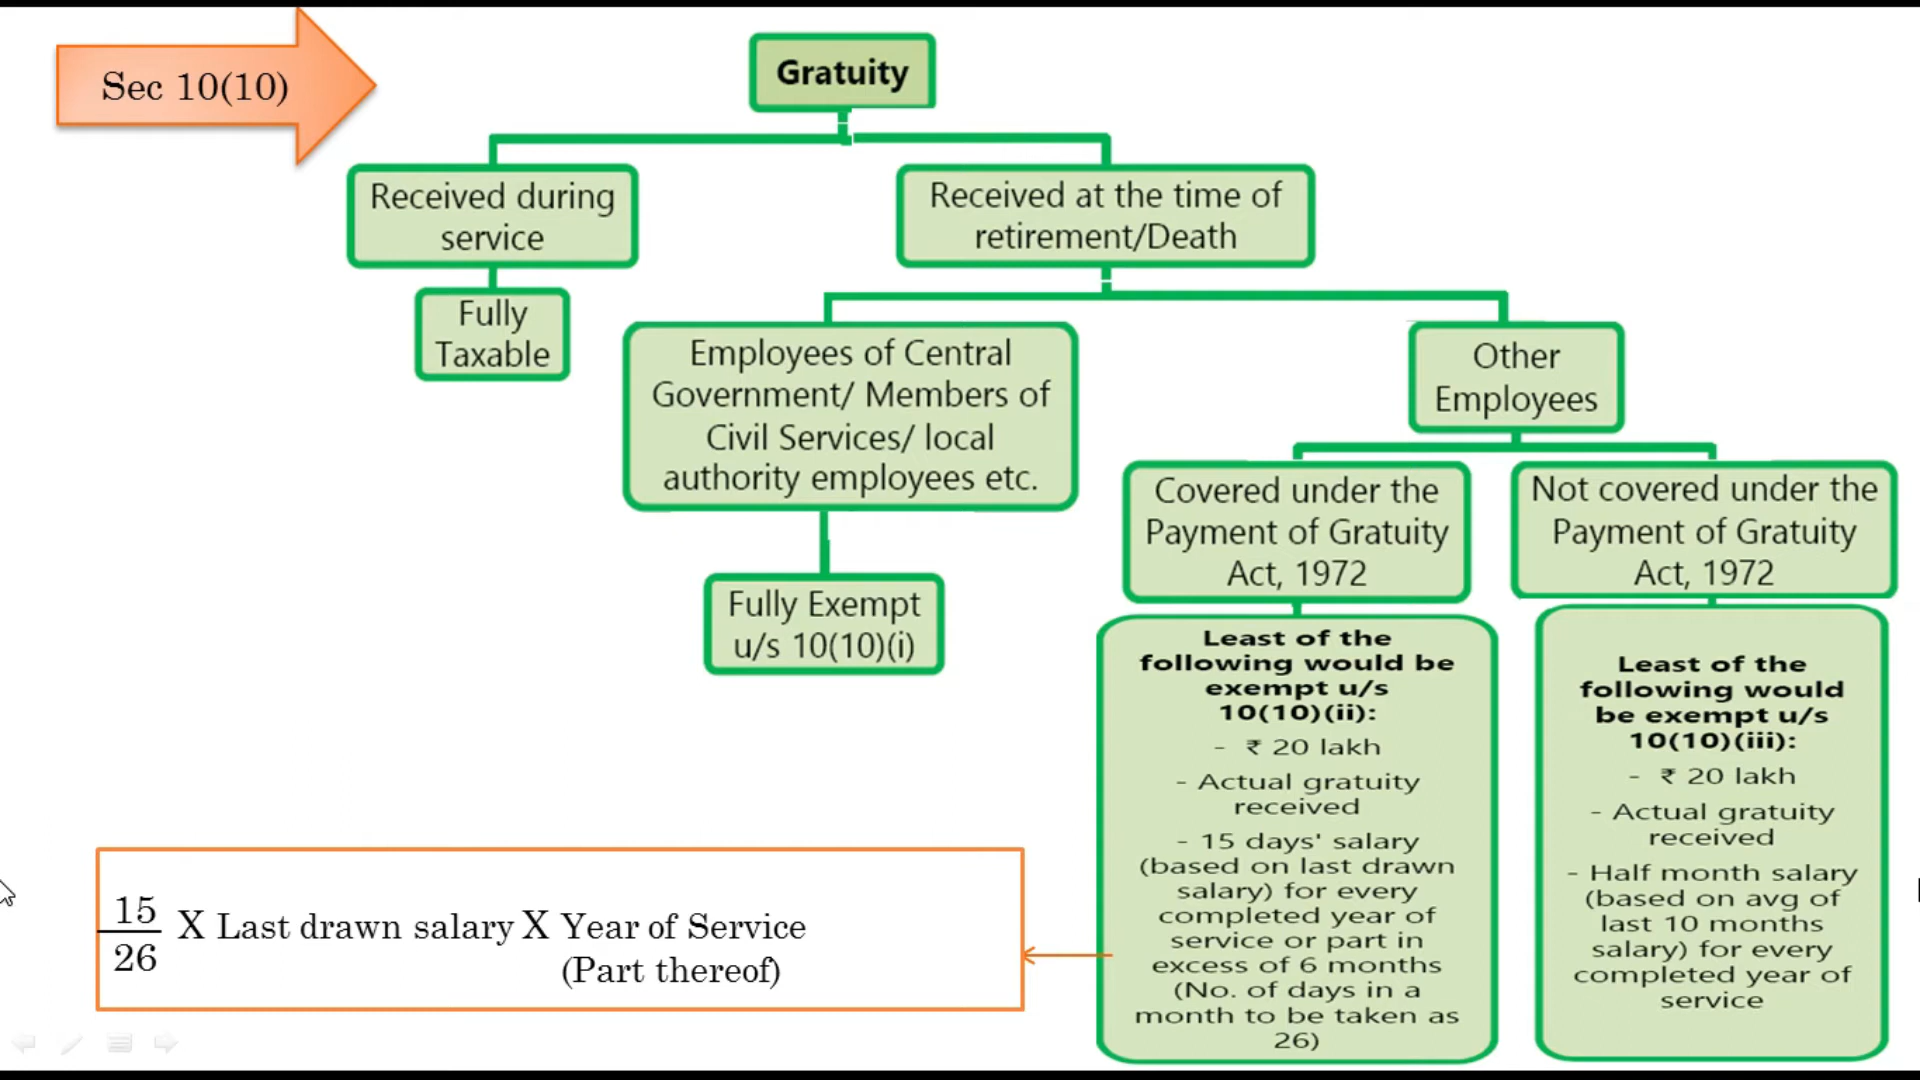 Sec 10(10)
Gratuity
Received during
service
Received at the time of
retirement/Death
Fully
Taxable
Employees of Central
Government/ Members of
Civil Services/ local
authority employees etc.
Other
Employees
Fully Exempt
u/s 10(10)(i)
Covered under the
Payment of Gratuity
Act, 1972
Not covered under the
Payment of Gratuity
Act, 1972
Least of the
following would be
exempt u/s
10(10)(ii):
- ₹ 20 lakh
- Actual gratuity
received
- 15 days' salary
(based on last drawn
salary) for every
completed year of
service or part in
excess of 6 months
(No. of days in a
month to be taken as
26)
Least of the
following would
be exempt u/s
10(10)(iii):
- ₹ 20 lakh
- Actual gratuity
received
- Half month salary
(based on avg of
last 10 months
salary) for every
completed year of
service
15
26
X Last drawn salary X Year of Service
(Part thereof)